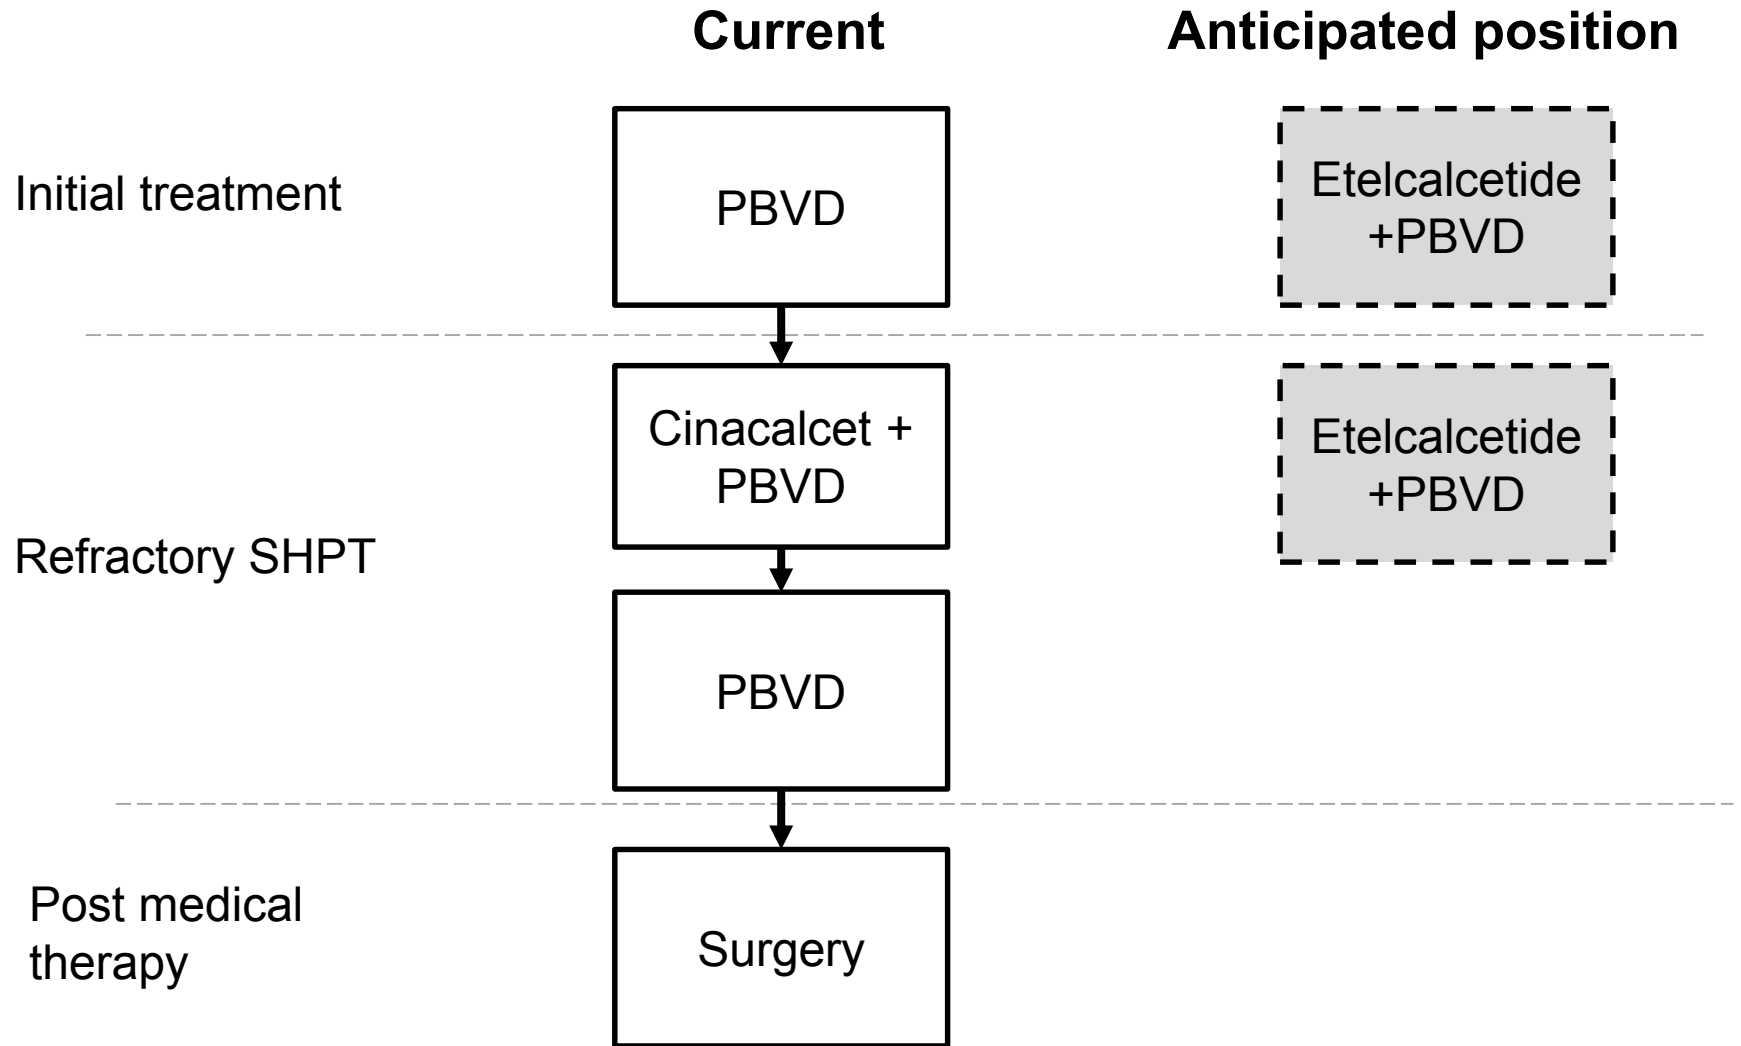 Current
Anticipated position
Initial treatment
PBVD
Etelcalcetide
+PBVD
Refractory SHPT
Cinacalcet +
PBVD
Etelcalcetide
+PBVD
PBVD
Post medical
therapy
Surgery